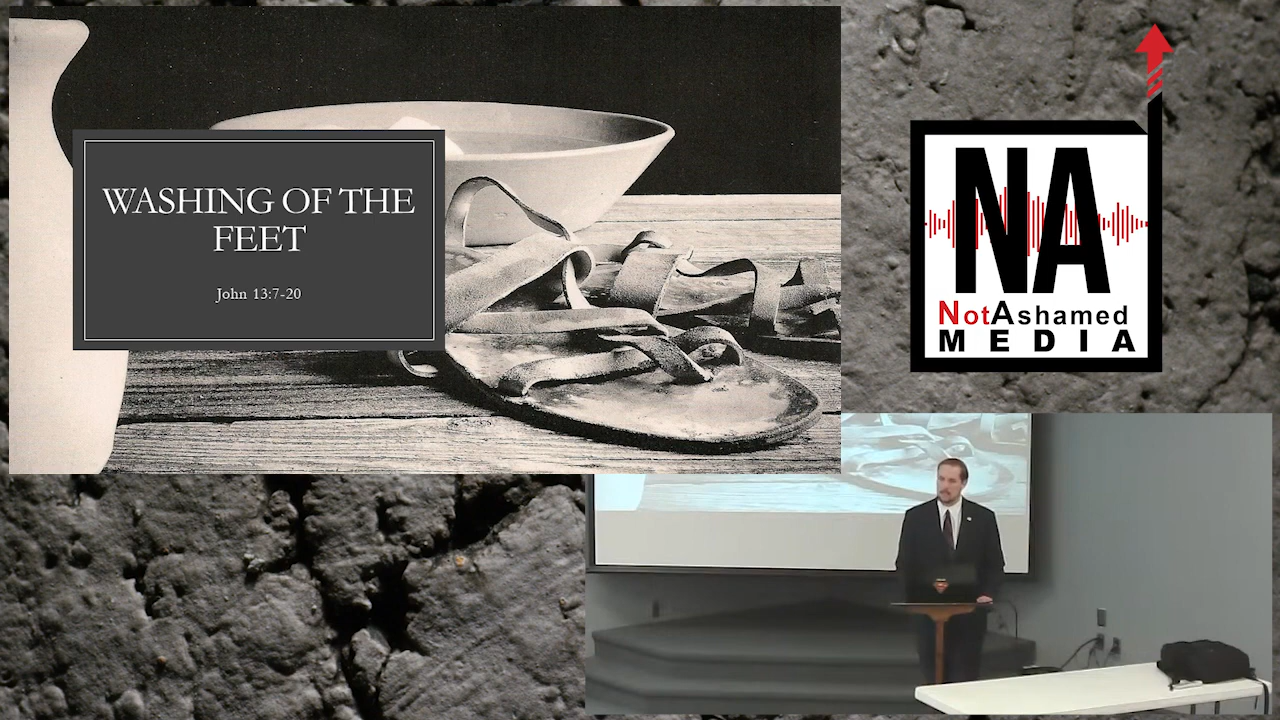 WASHING OF THE
FEET
John 13:7-20
NA
NotAshamed
MEDIA